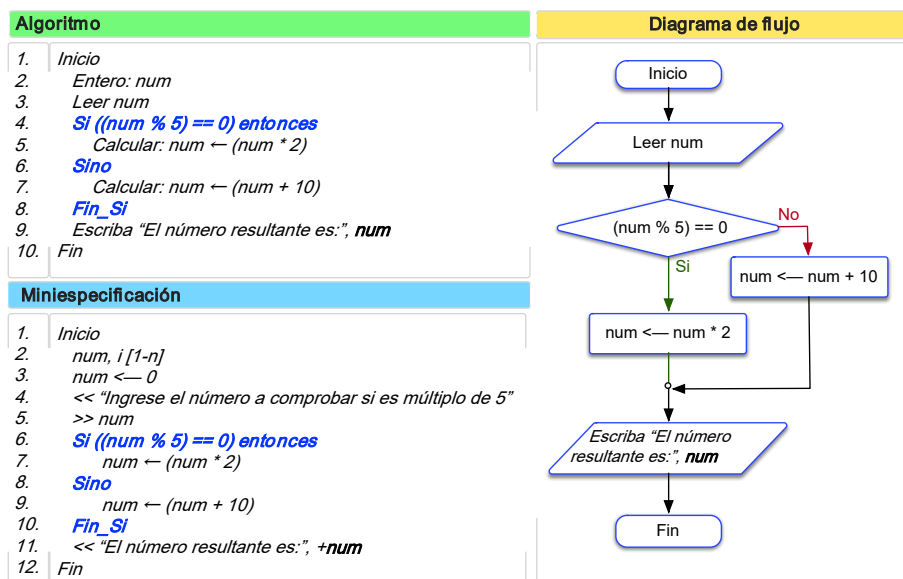 Algoritmo
1. Inicio
2. Entero: num
3. Leer num
4. Si ((num % 5) == 0) entonces
5. Calcular: num ← (num * 2)
6. Sino
7. Calcular: num ← (num + 10)
8. Fin_Si
9. Escriba “El número resultante es:”, num
10. Fin
Miniespecificación
1. Inicio
2. num, i [1-n]
3. num <— 0
4. << “Ingrese el número a comprobar si es múltiplo de 5”
5. >> num
6. Si ((num % 5) == 0) entonces
7. num ← (num * 2)
8. Sino
9. num ← (num + 10)
10. Fin_Si
11. << “El número resultante es:”, +num
12. Fin
Diagrama de flujo
Inicio
Leer num
(num % 5) == 0
No
Si
num <— num + 10
num <— num * 2
Escriba “El número
resultante es:”, num
Fin